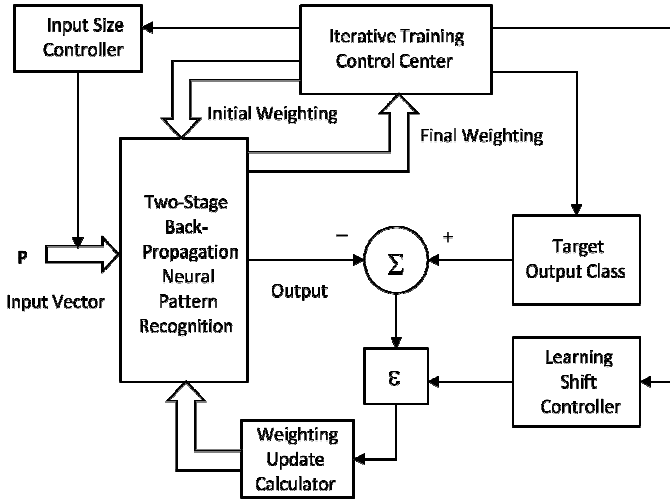 Input Size
Controller
Iterative Training
Control Center
Initial Weighting
Final Weighting
Two-Stage
Back-
Propagation
Neural
Pattern
Recognition
P
Input Vector
Output
−
Σ
+
Target
Output Class
ε
Learning
Shift
Controller
Weighting
Update
Calculator